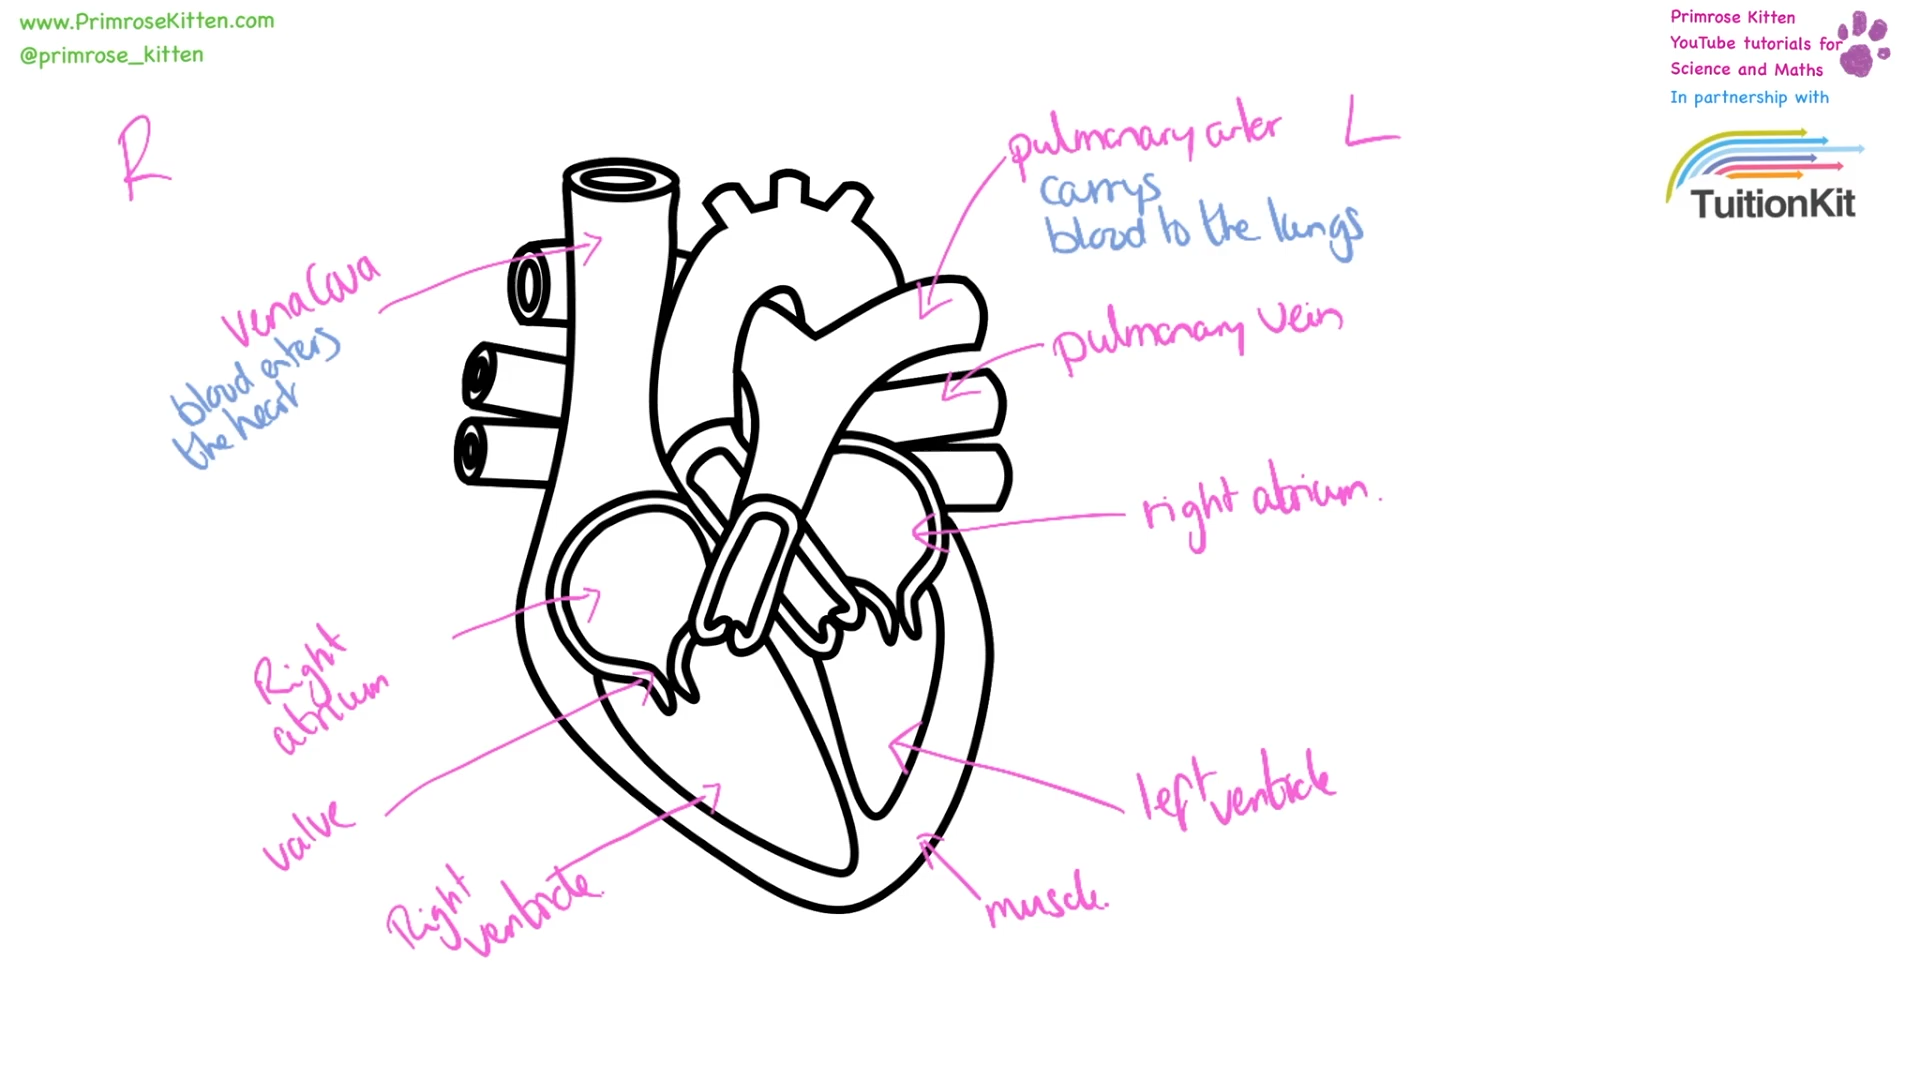 www.PrimroseKitten.com
@primrose_kitten
Primrose Kitten
YouTube tutorials for
Science and Maths
In partnership with
TuitionKit
R
L
pulmonary arter
carrys
blood to the lungs
vena Cava
blood enters
the heart
pulmonary vein
right atrium.
Right
atrium
valve
Right
ventricle.
left ventricle
muscle.